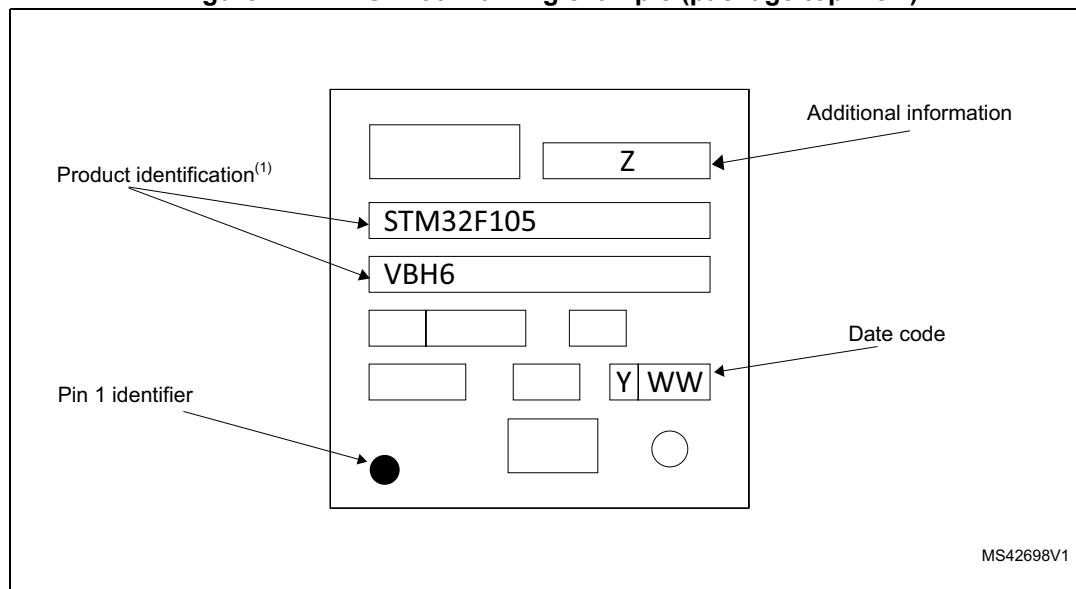 Additional information
Z
Product identification(1)
STM32F105
VBH6
Date code
Y WW
Pin 1 identifier
MS42698V1